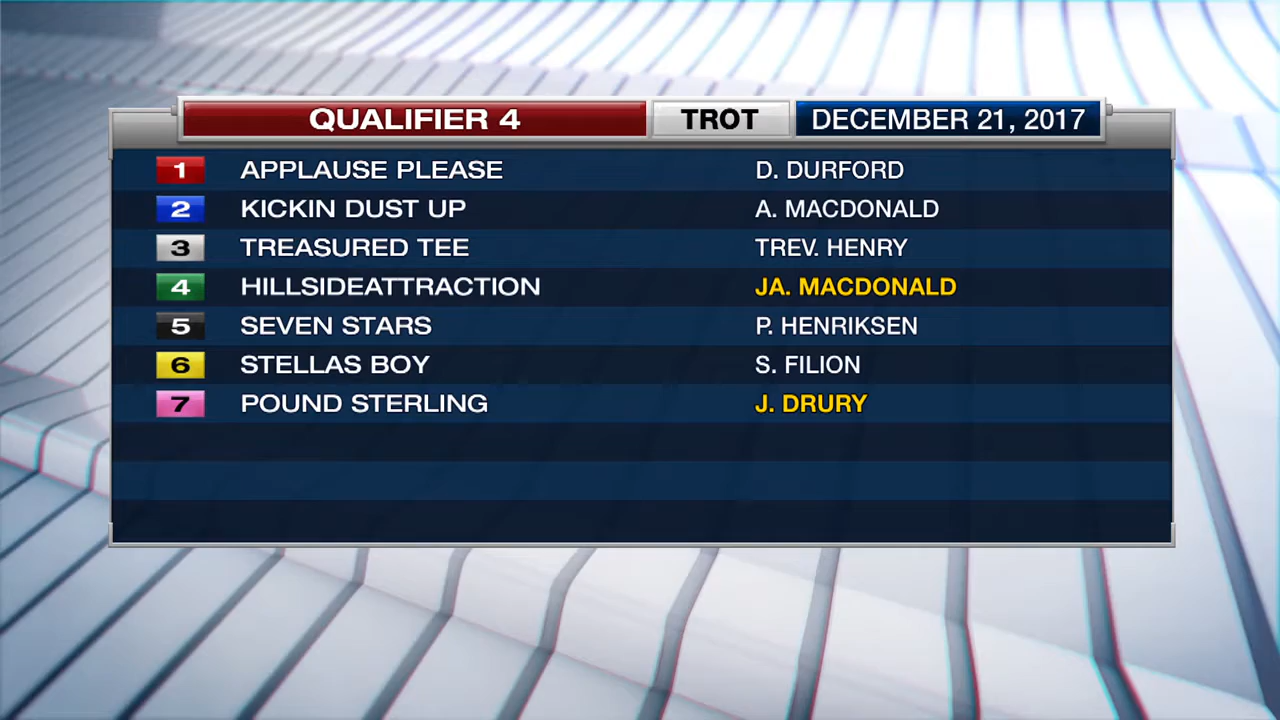 QUALIFIER 4 TROT DECEMBER 21, 2017
1 APPLAUSE PLEASE D. DURFORD
2 KICKIN DUST UP A. MACDONALD
3 TREASURED TEE TREV. HENRY
4 HILLSIDEATTRACTION JA. MACDONALD
5 SEVEN STARS P. HENRIKSEN
6 STELLAS BOY S. FILION
7 POUND STERLING J. DRURY